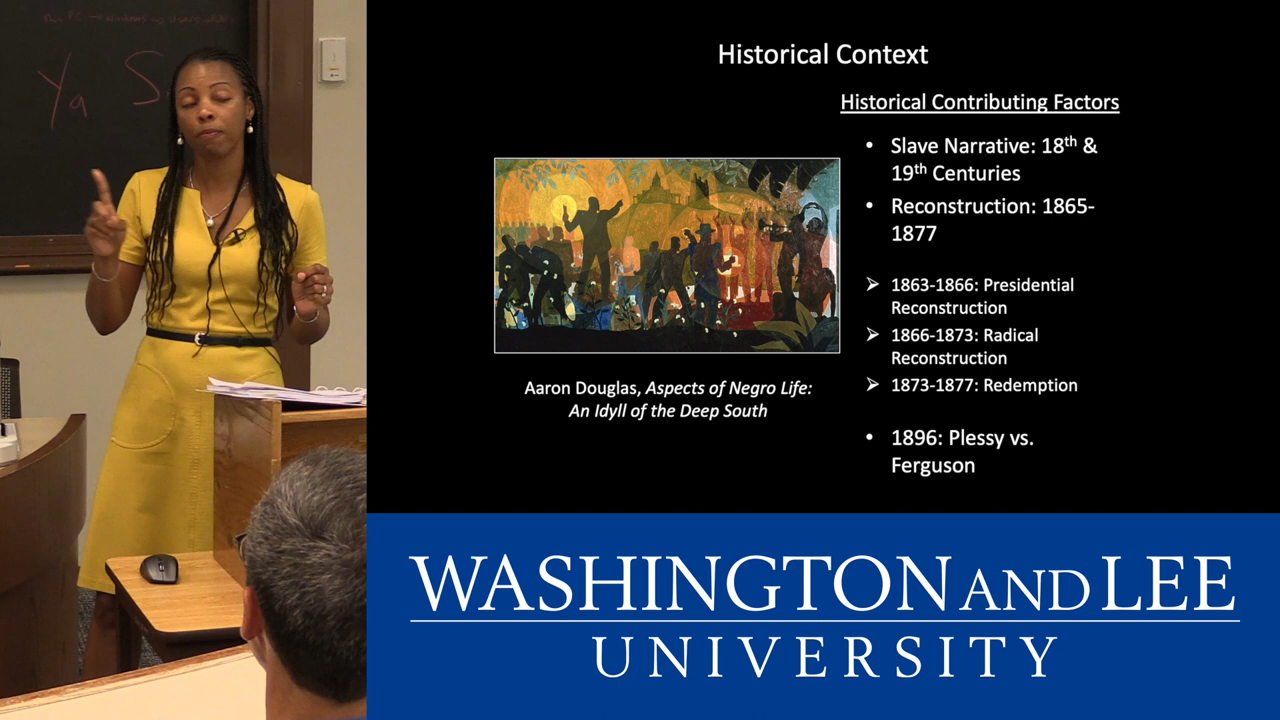 Ya S
Historical Context
Historical Contributing Factors
• Slave Narrative: 18th &
19th Centuries
• Reconstruction: 1865-
1877
➢ 1863-1866: Presidential
Reconstruction
➢ 1866-1873: Radical
Reconstruction
➢ 1873-1877: Redemption
• 1896: Plessy vs.
Ferguson
Aaron Douglas, Aspects of Negro Life:
An Idyll of the Deep South
WASHINGTON AND LEE
UNIVERSITY